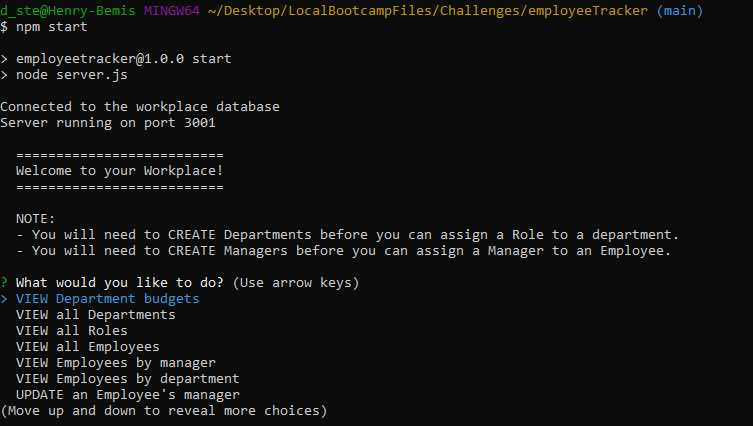 d_ste@Henry-Bemis MINGW64 ~/Desktop/LocalBootcampFiles/Challenges/employeeTracker (main)
$ npm start
> employeetracker@1.0.0 start
> node server.js
Connected to the workplace database
Server running on port 3001
==========================
Welcome to your Workplace!
==========================
NOTE:
- You will need to CREATE Departments before you can assign a Role to a department.
- You will need to CREATE Managers before you can assign a Manager to an Employee.
? What would you like to do? (Use arrow keys)
> VIEW Department budgets
VIEW all Departments
VIEW all Roles
VIEW all Employees
VIEW Employees by manager
VIEW Employees by department
UPDATE an Employee's manager
(Move up and down to reveal more choices)